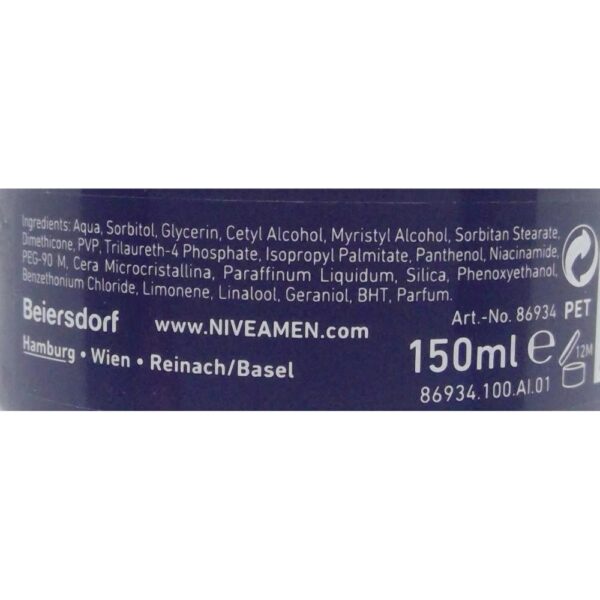 Ingredients: Aqua, Sorbitol, Glycerin, Cetyl Alcohol, Myristyl Alcohol, Sorbitan Stearate,
Dimethicone, PVP, Trilaureth-4 Phosphate, Isopropyl Palmitate, Panthenol, Niacinamide,
PEG-90 M, Cera Microcristallina, Paraffinum Liquidum, Silica, Phenoxyethanol,
Benzethonium Chloride, Limonene, Linalool, Geraniol, BHT, Parfum.
Beiersdorf
Hamburg • Wien • Reinach/Basel
www.NIVEAMEN.com
Art.-No. 86934 PET
150ml e 12M
86934.100.AI.01